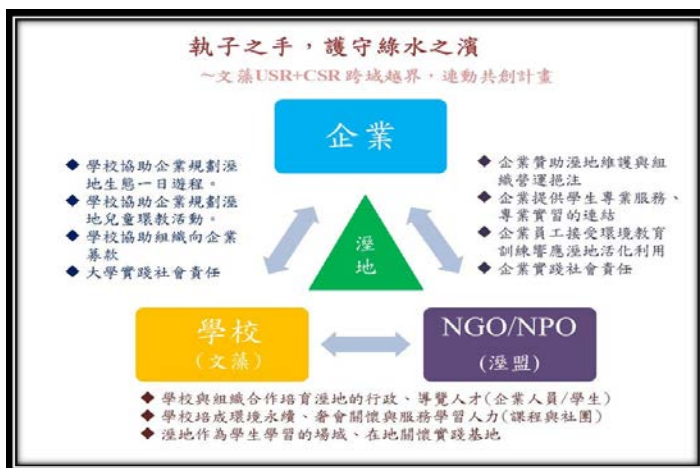 執子之手，護守綠水之濱
~文藻USR+CSR 跨域越界，連動共創計畫
企業
◆ 學校協助企業規劃溼
地生態一日遊程。
◆ 學校協助企業規劃溼
地兒童環教活動。
◆ 學校協助組織向企業
募款
◆ 大學實踐社會責任
◆ 企業贊助溼地維護與組
織營運挹注
◆ 企業提供學生專業服務、
專業實習的連結
◆ 企業員工接受環境教育
訓練響應溼地活化利用
◆ 企業實踐社會責任
溼
地
學校
(文藻)
NGO/NPO
(溼盟)
◆ 學校與組織合作培育溼地的行政、導覽人才(企業人員/學生)
◆ 學校培成環境永續、奢會關懷與服務學習人力(課程與社團)
◆ 溼地作為學生學習的場域、在地關懷實踐基地